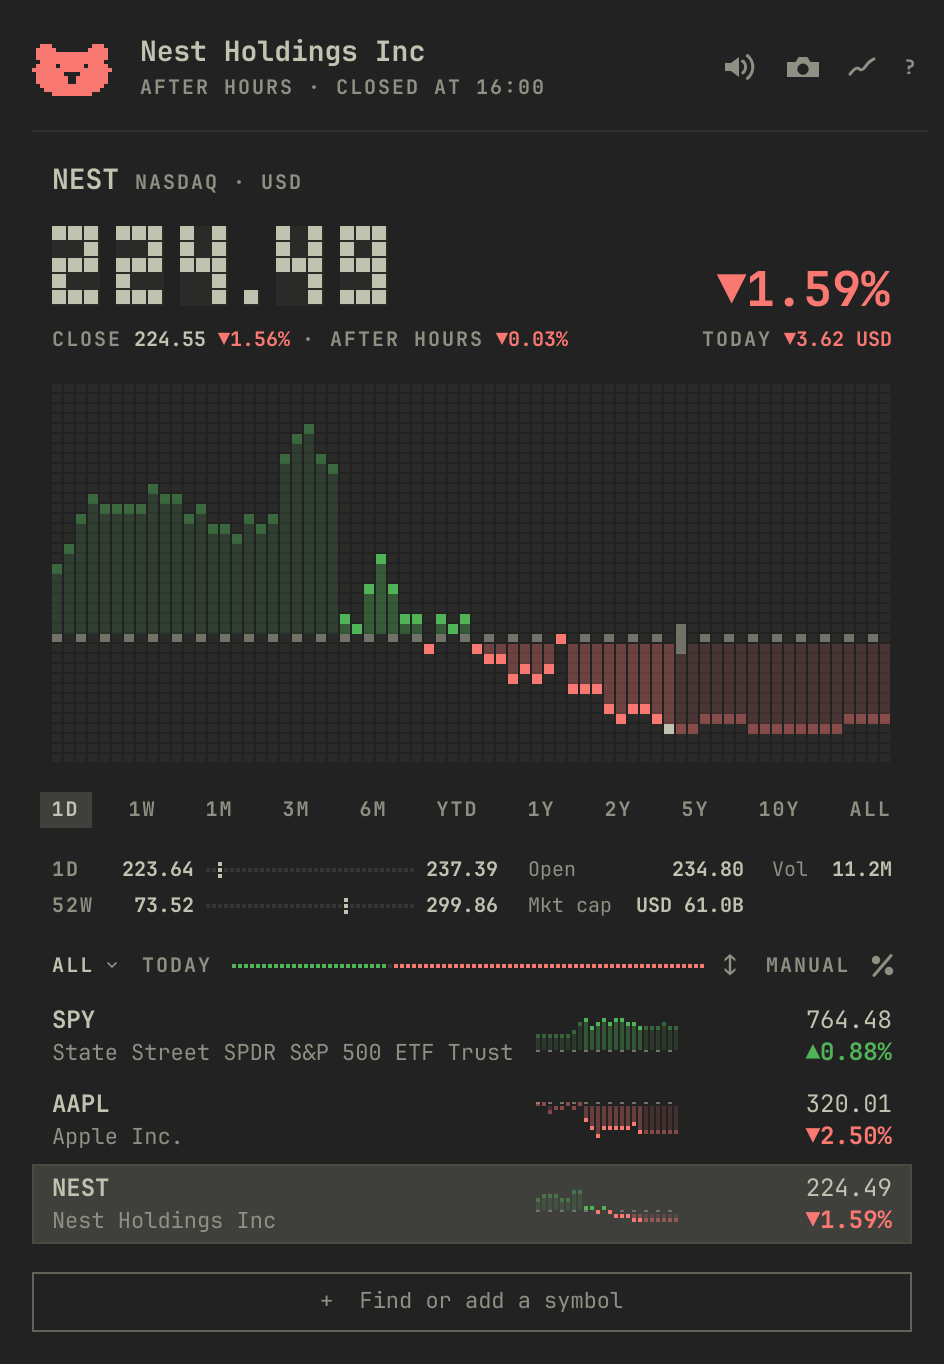 Nest Holdings Inc
AFTER HOURS · CLOSED AT 16:00
?
NEST NASDAQ · USD
224.49
▼1.59%
CLOSE 224.55 ▼1.56% · AFTER HOURS ▼0.03%
TODAY ▼3.62 USD
1D 1W 1M 3M 6M YTD 1Y 2Y 5Y 10Y ALL
1D 223.64 237.39 Open 234.80 Vol 11.2M
52W 73.52 299.86 Mkt cap USD 61.0B
ALL TODAY MANUAL %
SPY 764.48
State Street SPDR S&P 500 ETF Trust ▲0.88%
AAPL 320.01
Apple Inc. ▼2.50%
NEST 224.49
Nest Holdings Inc ▼1.59%
+ Find or add a symbol